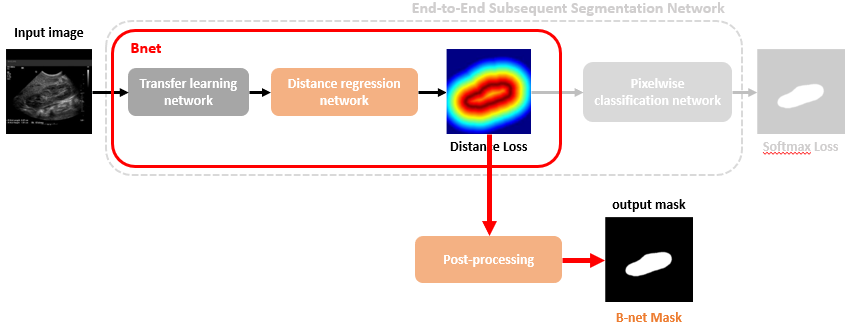 End-to-End Subsequent Segmentation Network
Input image
Bnet
Transfer learning
network
Distance regression
network
Pixelwise
classification network
Distance Loss
Softmax Loss
output mask
Post-processing
B-net Mask